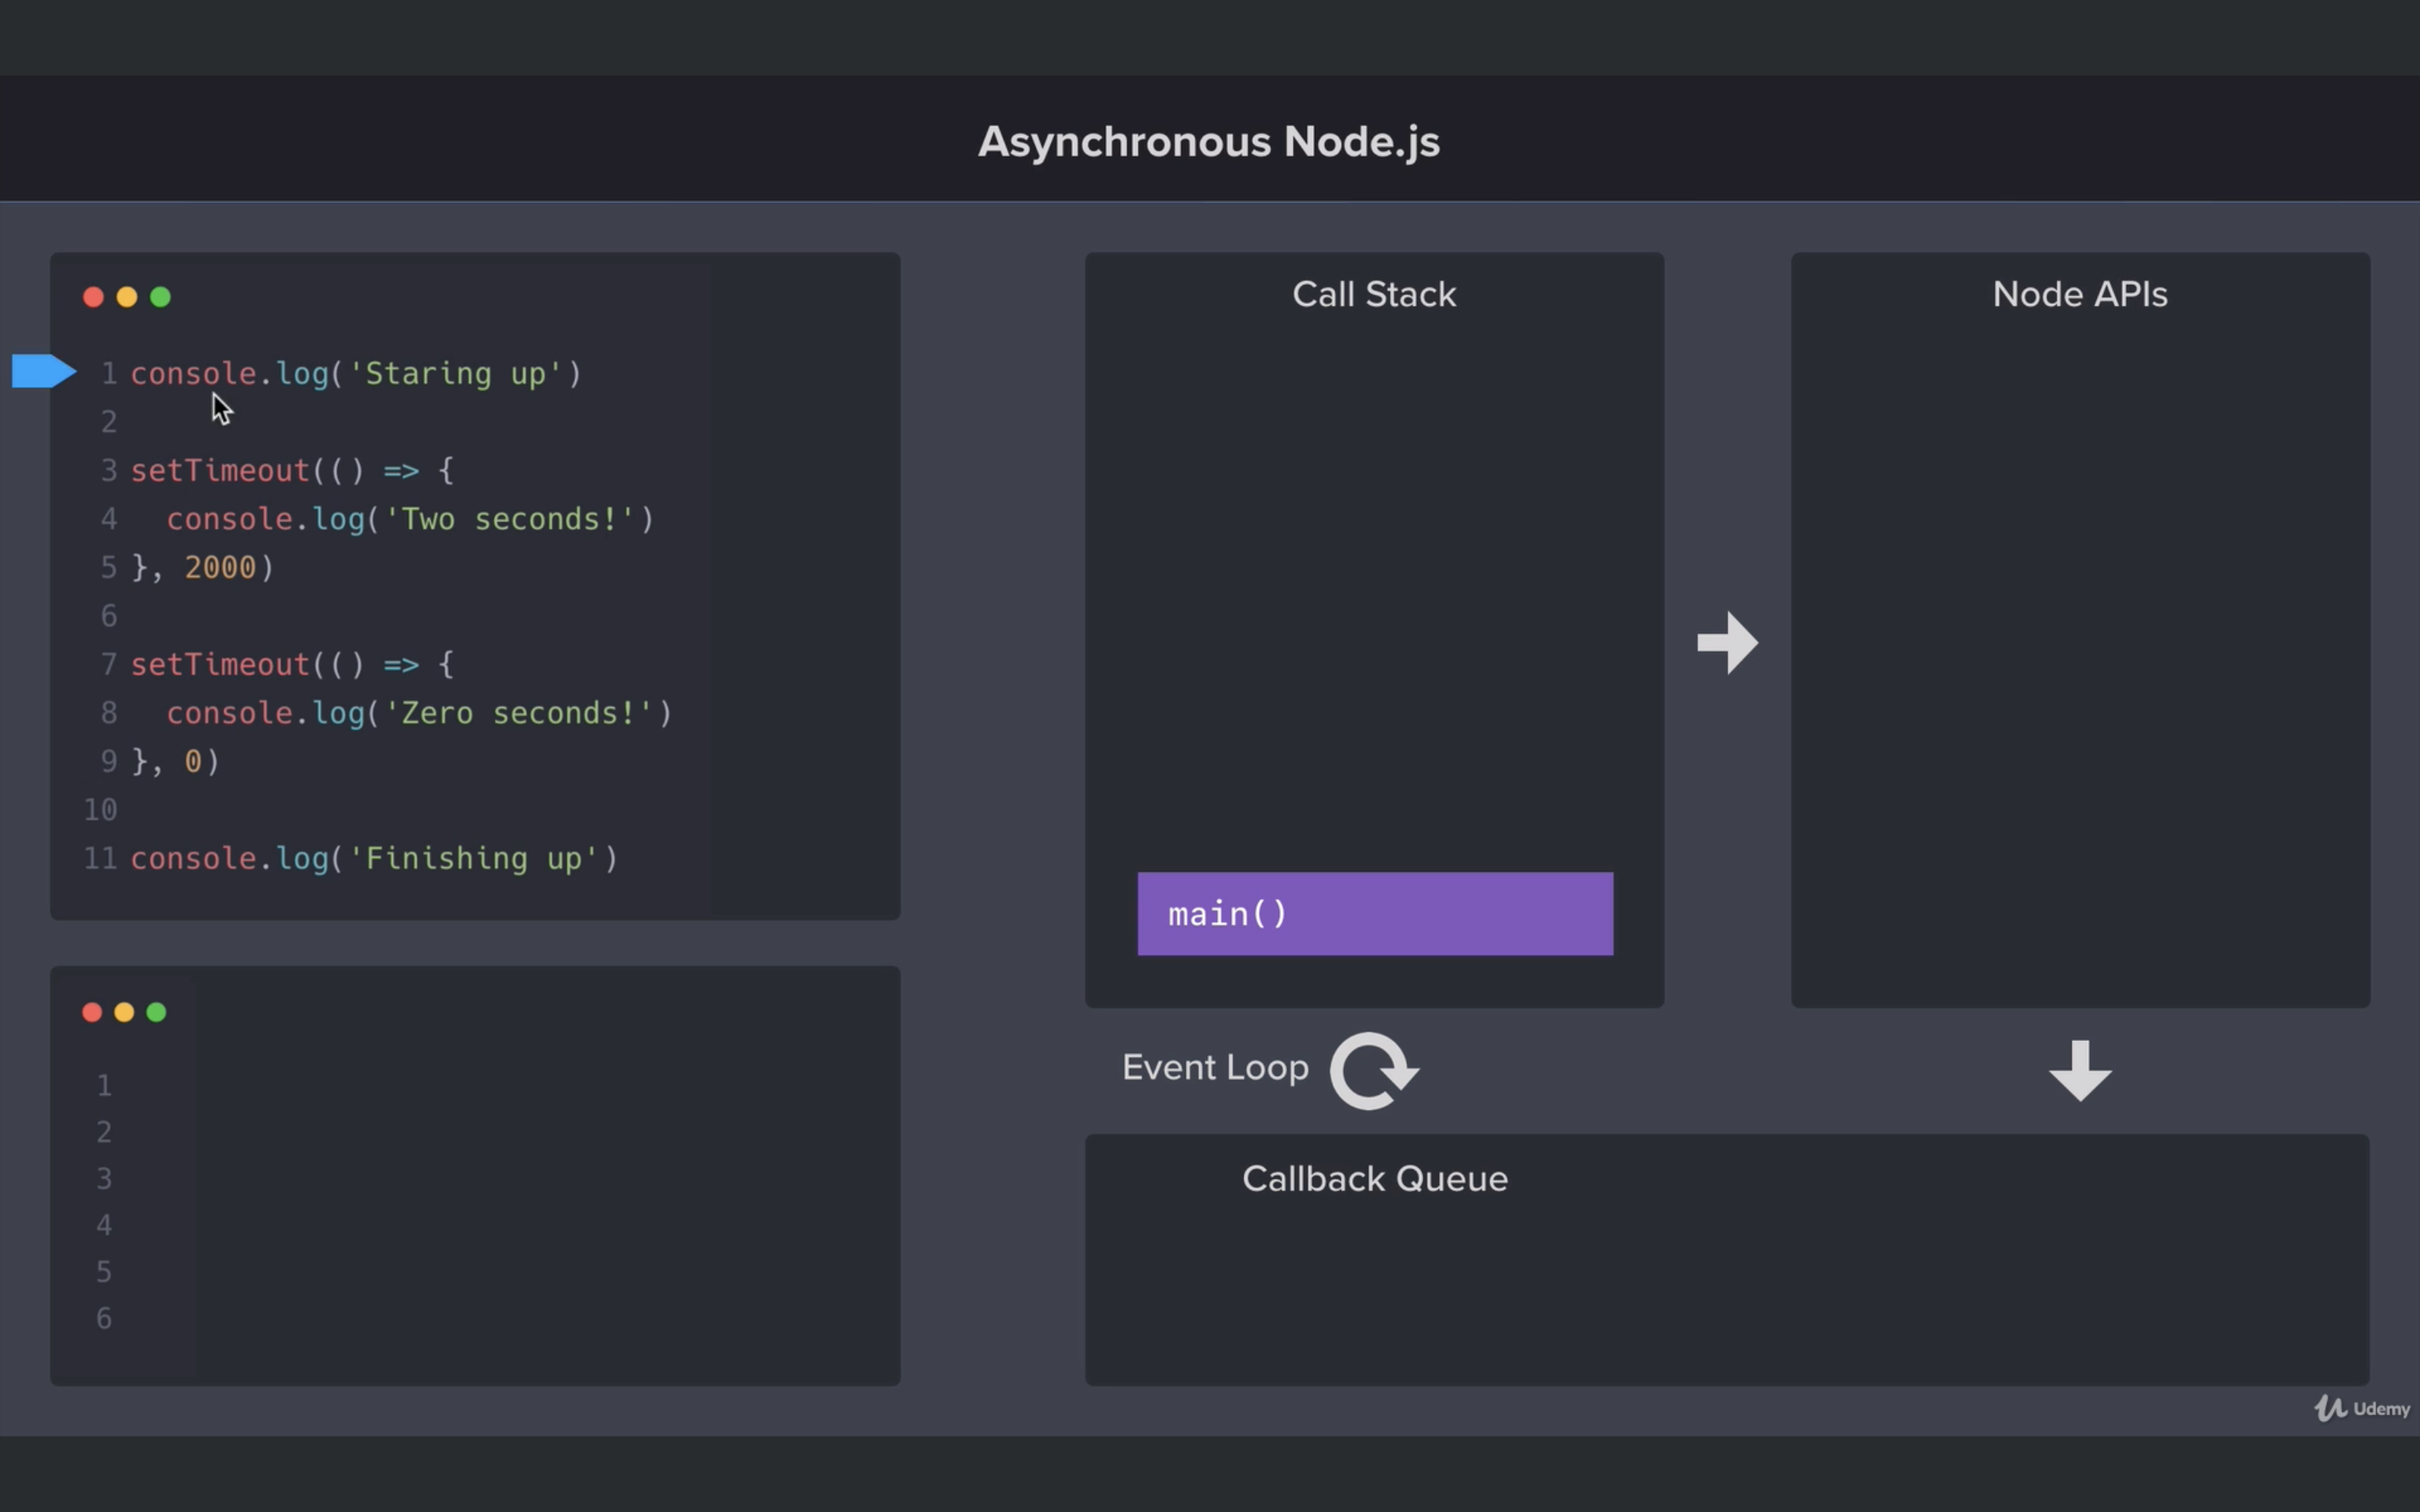 Asynchronous Node.js
1 console.log('Staring up')
2
3 setTimeout(() => {
4   console.log('Two seconds!')
5 }, 2000)
6
7 setTimeout(() => {
8   console.log('Zero seconds!')
9 }, 0)
10
11 console.log('Finishing up')
1
2
3
4
5
6
Call Stack
main()
Node APIs
Event Loop
Callback Queue
Udemy